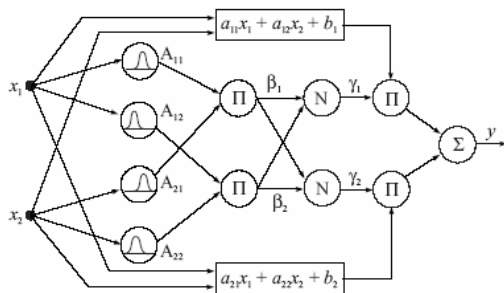 a₁₁x₁ + a₁₂x₂ + b₁
A₁₁
x₁
β₁
γ₁
Π
N
Π
A₁₂
Σ
y
A₂₁
Π
N
Π
β₂
γ₂
x₂
A₂₂
a₂₁x₁ + a₂₂x₂ + b₂